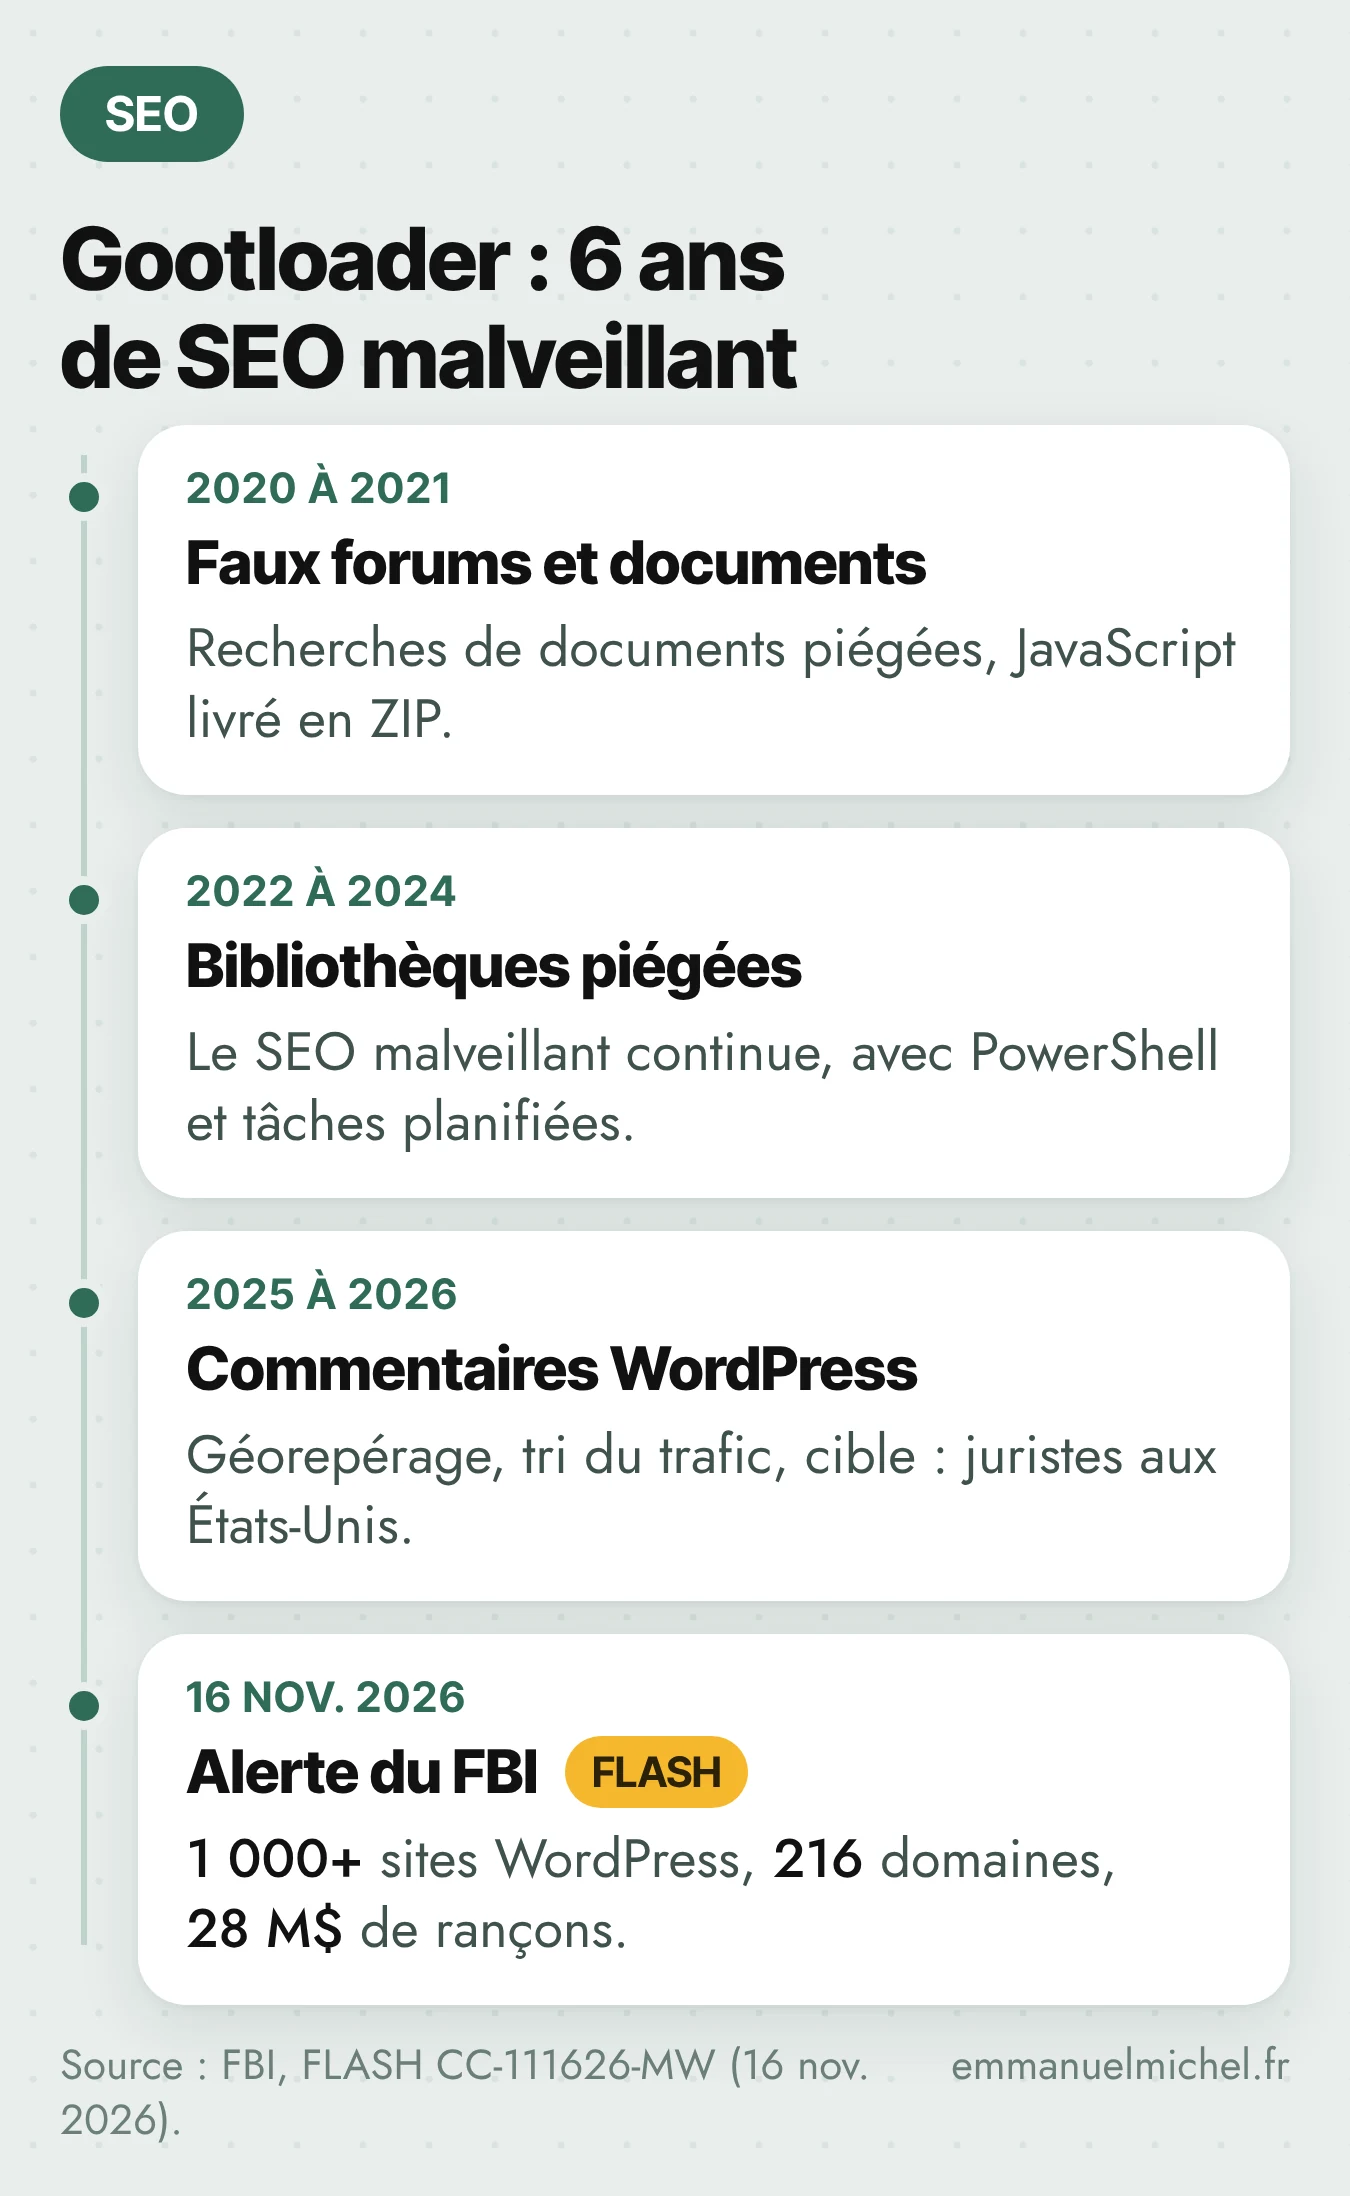 SEO
Gootloader : 6 ans
de SEO malveillant
2020 À 2021
Faux forums et documents
Recherches de documents piégées, JavaScript
livré en ZIP.
2022 À 2024
Bibliothèques piégées
Le SEO malveillant continue, avec PowerShell
et tâches planifiées.
2025 À 2026
Commentaires WordPress
Géorepérage, tri du trafic, cible : juristes aux
États-Unis.
16 NOV. 2026
Alerte du FBI FLASH
1 000+ sites WordPress, 216 domaines,
28 M$ de rançons.
Source : FBI, FLASH CC-111626-MW (16 nov.
2026).
emmanuelmichel.fr